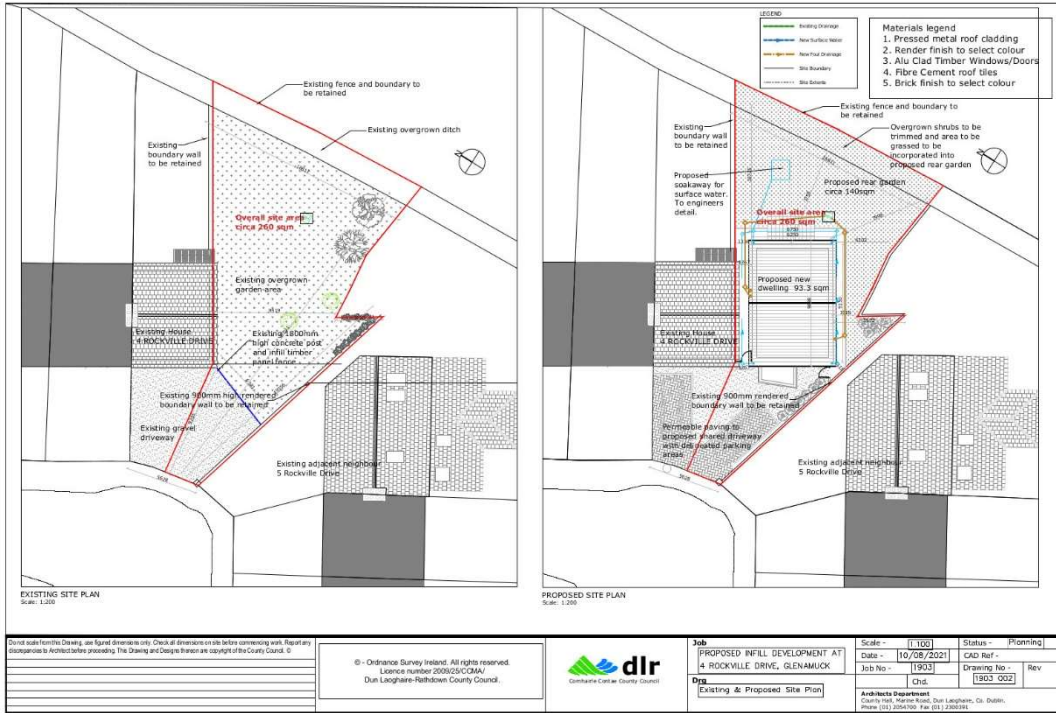 Existing fence and boundary to
be retained
Existing overgrown ditch
Existing
boundary wall
to be retained
Overall site area
circa 260 sqm
Existing overgrown
garden area
Existing House
4 ROCKVILLE DRIVE
Existing 1800mm
high concrete post
and infill timber
panel fence
Existing 900mm high rendered
boundary wall to be retained
Existing gravel
driveway
Existing adjacent neighbour
5 Rockville Drive
EXISTING SITE PLAN
Scale: 1:200
LEGEND
Existing Drainage
New Surface Water
New Foul Drainage
Site Boundary
Site Extents
Materials legend
1. Pressed metal roof cladding
2. Render finish to select colour
3. Alu Clad Timber Windows/Doors
4. Fibre Cement roof tiles
5. Brick finish to select colour
Existing fence and boundary to
be retained
Existing
boundary wall
to be retained
Overgrown shrubs to be
trimmed and area to be
grassed to be
incorporated into
proposed rear garden
Proposed
soakaway for
surface water.
To engineers
detail.
Proposed rear garden
circa 140sqm
Overall site area
circa 260 sqm
Proposed new
dwelling 93.3 sqm
Existing House
4 ROCKVILLE DRIVE
Existing 900mm rendered
boundary wall to be retained
Permeable paving to
proposed shared driveway
with delineated parking
areas
Existing adjacent neighbour
5 Rockville Drive
PROPOSED SITE PLAN
Scale: 1:200
Do not scale from this Drawing, use figured dimensions only. Check all dimensions on site before commencing work. Report any
discrepancies to Architect before proceeding. This Drawing and Designs thereon are copyright of the County Council. ©
© - Ordnance Survey Ireland. All rights reserved.
Licence number 2009/25/CCMA/
Dun Laoghaire-Rathdown County Council.
dlr
Comhairle Contae County Council
Job
PROPOSED INFILL DEVELOPMENT AT
4 ROCKVILLE DRIVE, GLENAMUCK
Drg
Existing & Proposed Site Plan
Scale - 1:100
Status - Planning
Date - 10/08/2021
CAD Ref -
Job No - 1903
Drawing No - Rev
1903 002
Chd.
Architects Department
County Hall, Marine Road, Dun Laoghaire, Co. Dublin.
Phone (01) 2054700 Fax (01) 2300391